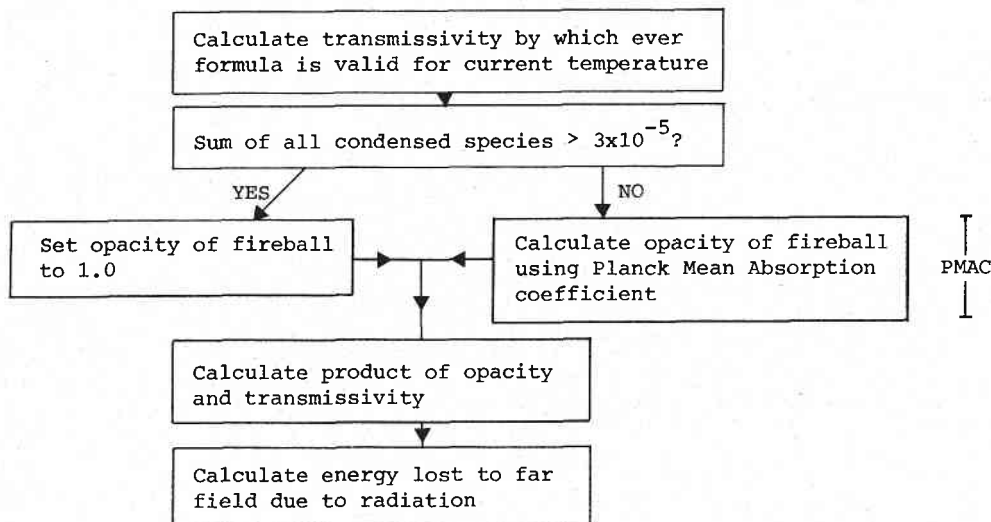 Calculate transmissivity by which ever
formula is valid for current temperature
Sum of all condensed species > 3x10⁻⁵?
YES
NO
Set opacity of fireball
to 1.0
Calculate opacity of fireball
using Planck Mean Absorption
coefficient
PMAC
Calculate product of opacity
and transmissivity
Calculate energy lost to far
field due to radiation